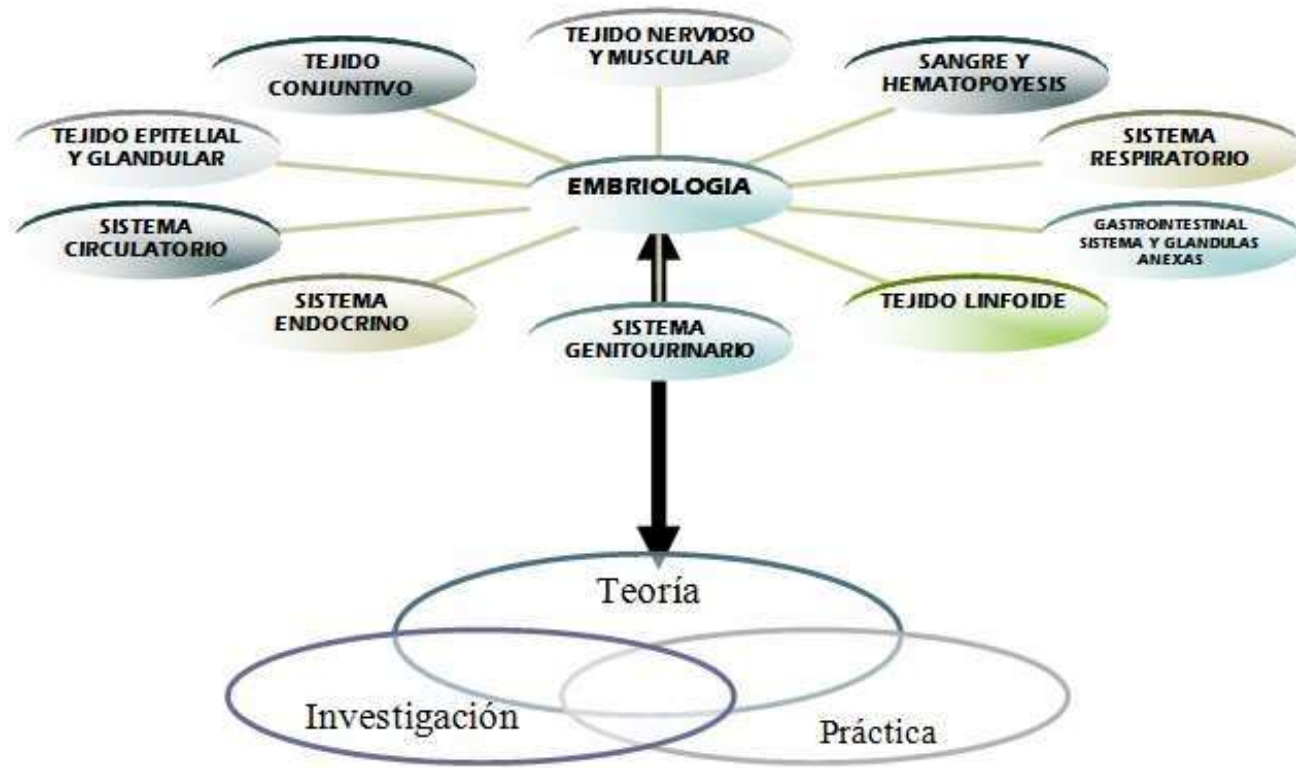 TEJIDO NERVIOSO
Y MUSCULAR
TEJIDO
CONJUNTIVO
SANGRE Y
HEMATOPOYESIS
TEJIDO EPITELIAL
Y GLANDULAR
SISTEMA
RESPIRATORIO
EMBRIOLOGIA
SISTEMA
CIRCULATORIO
GASTROINTESTINAL
SISTEMA Y GLANDULAS
ANEXAS
SISTEMA
ENDOCRINO
TEJIDO LINFOIDE
SISTEMA
GENITOURINARIO
Teoría
Investigación
Práctica